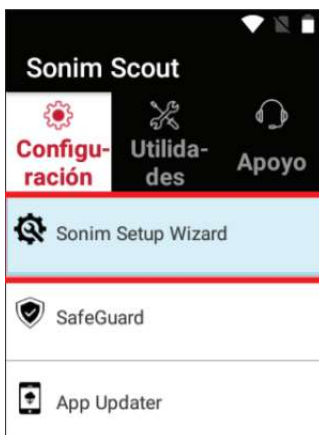 Sonim Scout
Configu-
ración
Utilida-
des
Apoyo
Sonim Setup Wizard
SafeGuard
App Updater